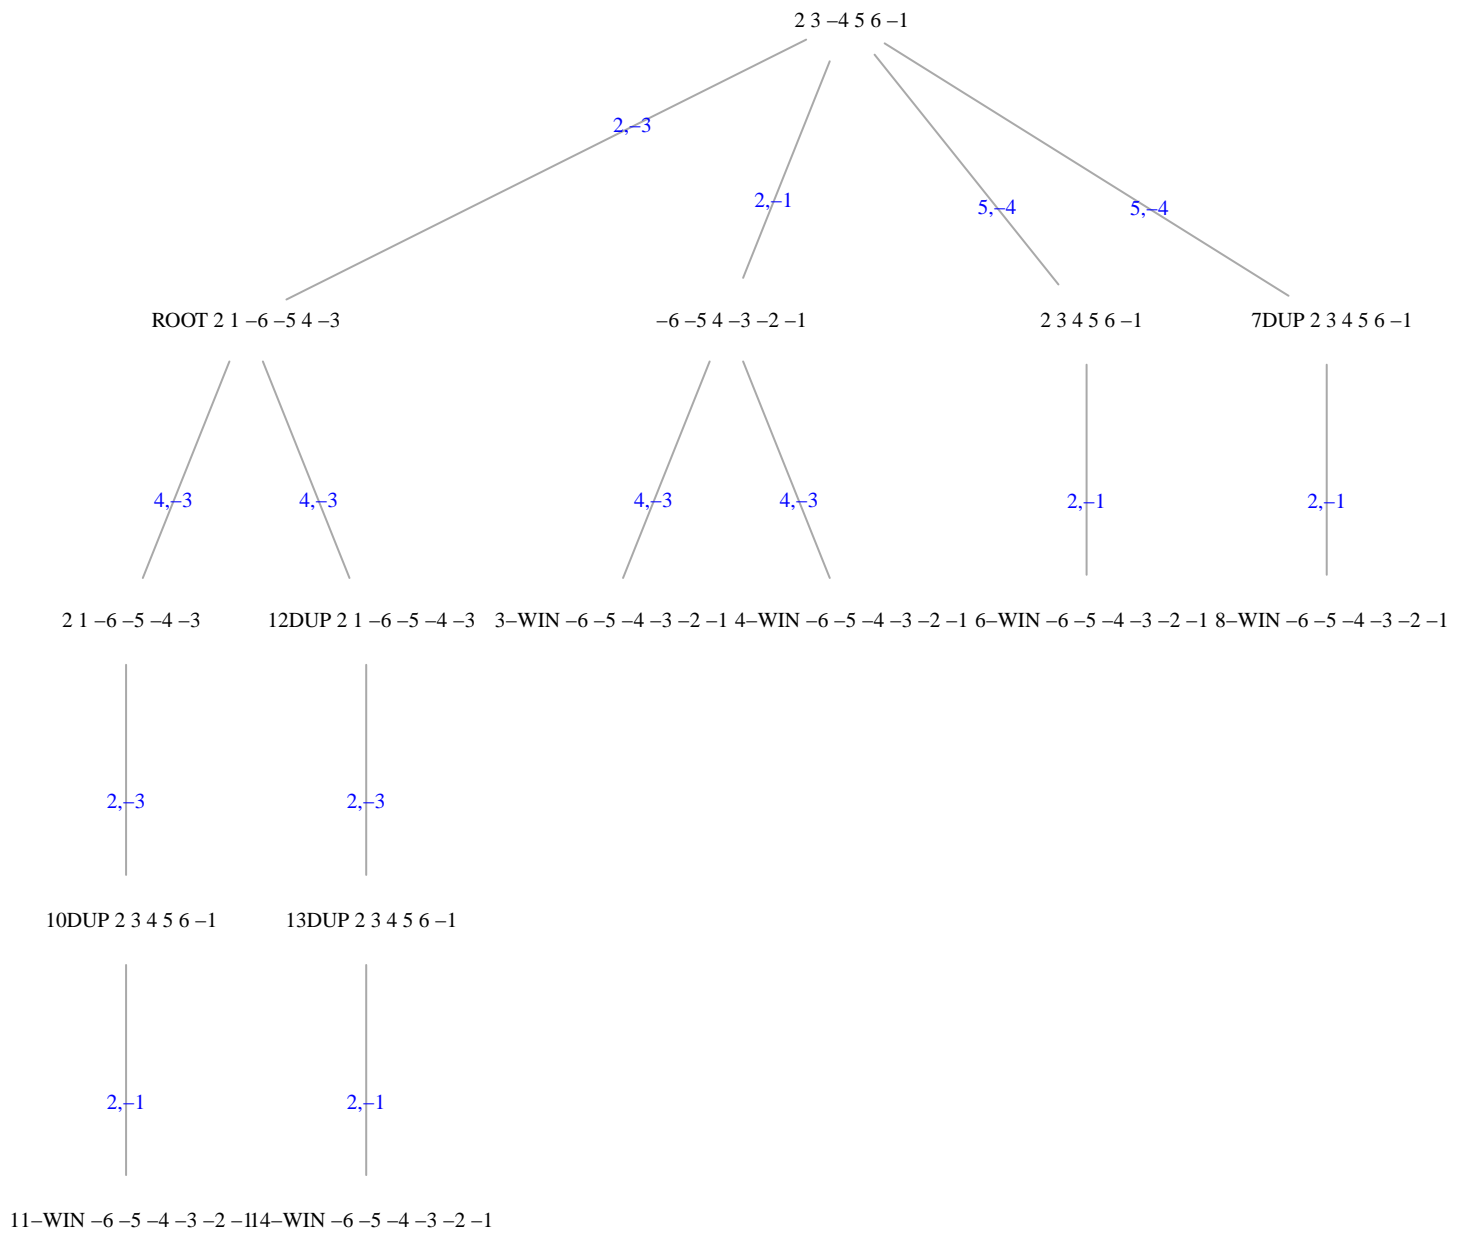 2 3 −4 5 6 −1
2,−3
2,−1
5,−4
5,−4
ROOT 2 1 −6 −5 4 −3
−6 −5 4 −3 −2 −1
2 3 4 5 6 −1
7DUP 2 3 4 5 6 −1
4,−3
4,−3
4,−3
4,−3
2,−1
2,−1
2 1 −6 −5 −4 −3
12DUP 2 1 −6 −5 −4 −3
3−WIN −6 −5 −4 −3 −2 −1
4−WIN −6 −5 −4 −3 −2 −1
6−WIN −6 −5 −4 −3 −2 −1
8−WIN −6 −5 −4 −3 −2 −1
2,−3
2,−3
10DUP 2 3 4 5 6 −1
13DUP 2 3 4 5 6 −1
2,−1
2,−1
11−WIN −6 −5 −4 −3 −2 −1
14−WIN −6 −5 −4 −3 −2 −1